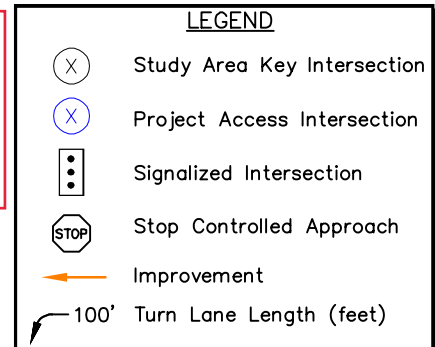 LEGEND
X Study Area Key Intersection
X Project Access Intersection
Signalized Intersection
STOP Stop Controlled Approach
Improvement
100' Turn Lane Length (feet)